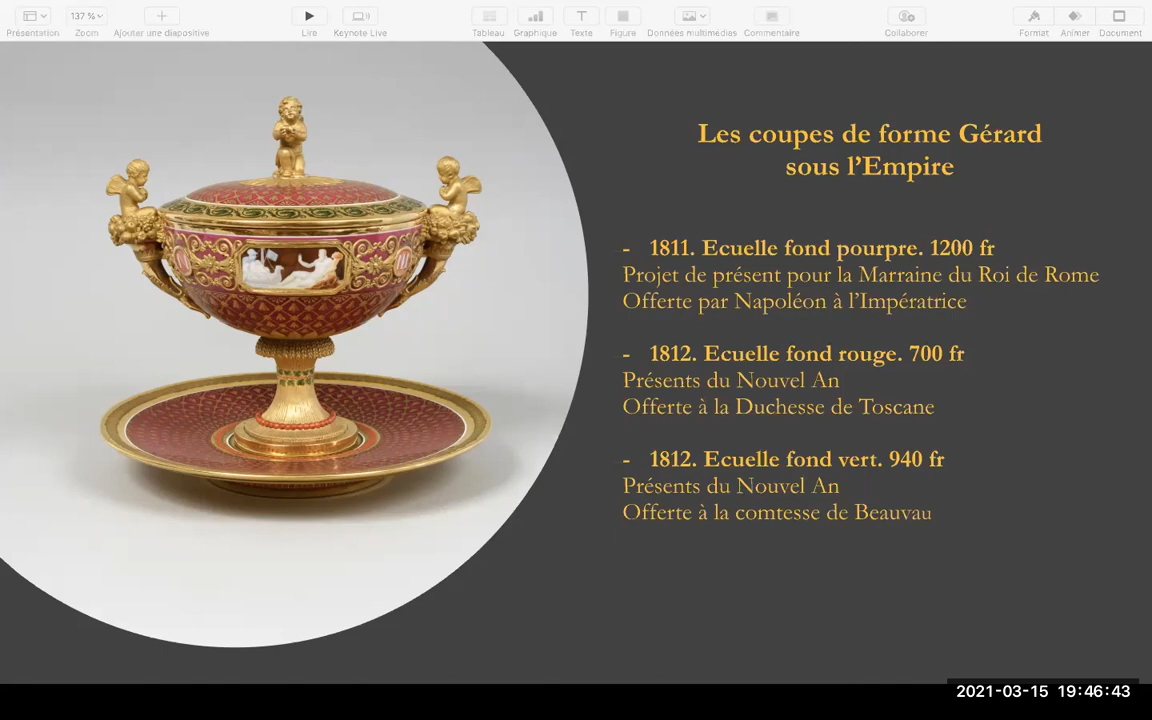 137 %
Présentation
Zoom
Ajouter une diapositive
Lire
Keynote Live
Tableau
Graphique
Texte
Figure
Données multimédias
Commentaire
Collaborer
Format
Animer
Document
Les coupes de forme Gérard
sous l’Empire
- 1811. Ecuelle fond pourpre. 1200 fr
Projet de présent pour la Marraine du Roi de Rome
Offerte par Napoléon à l’Impératrice
- 1812. Ecuelle fond rouge. 700 fr
Présents du Nouvel An
Offerte à la Duchesse de Toscane
- 1812. Ecuelle fond vert. 940 fr
Présents du Nouvel An
Offerte à la comtesse de Beauvau
2021-03-15 19:46:43